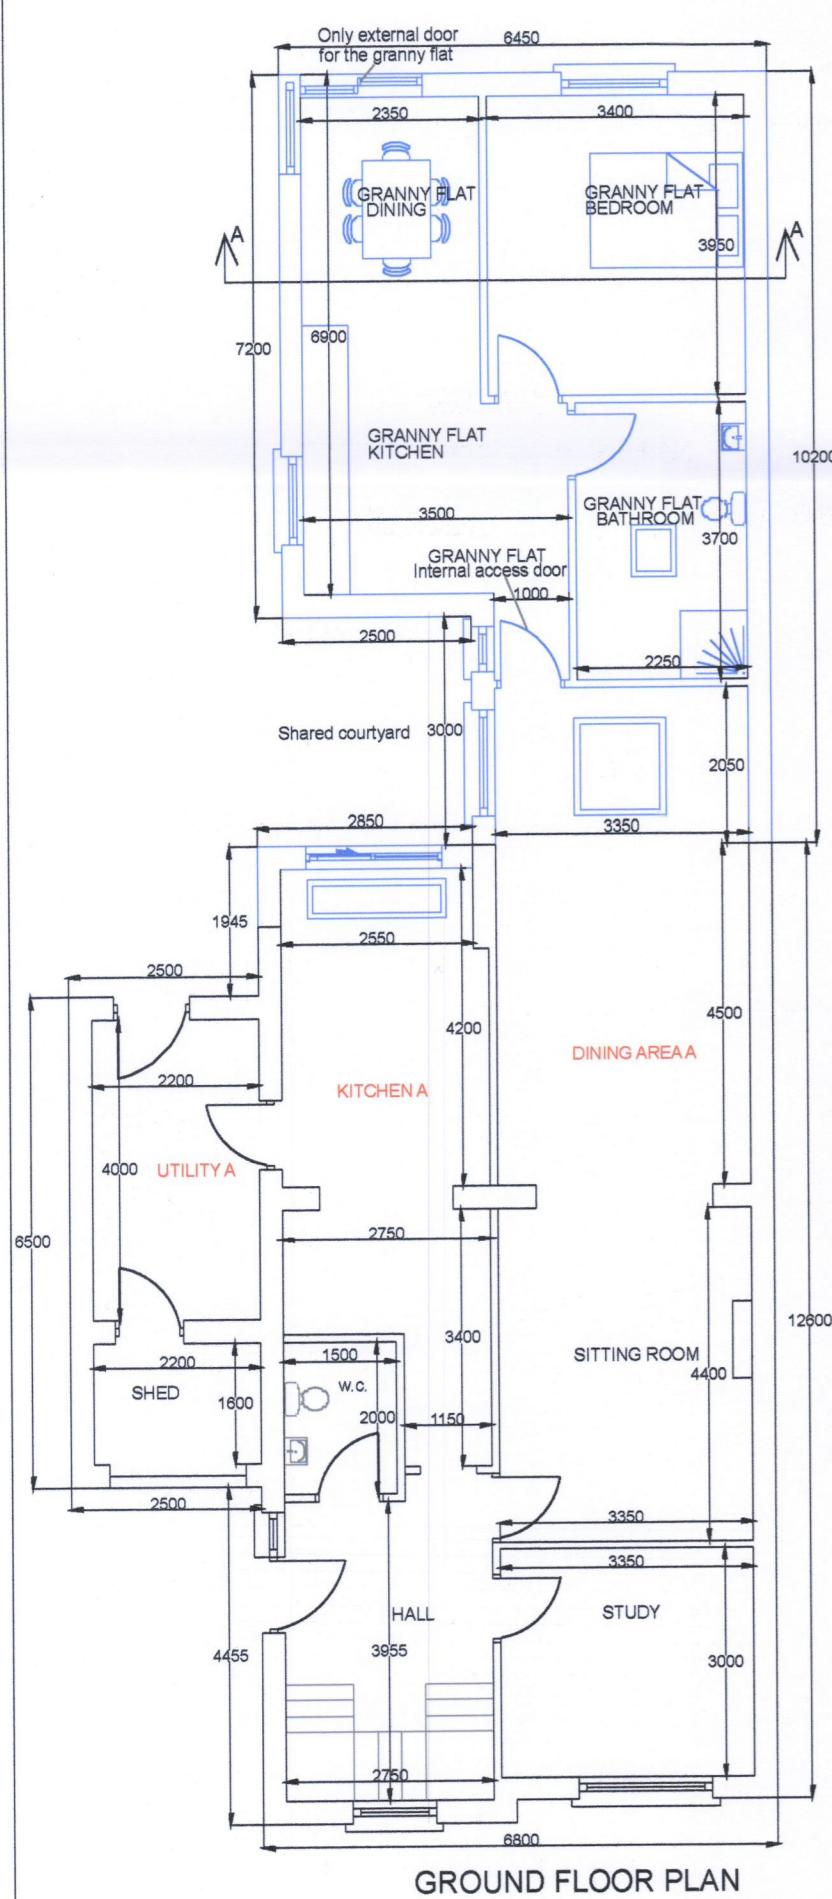 Only external door
for the granny flat
6450
2350
3400
GRANNY FLAT
DINING
GRANNY FLAT
BEDROOM
A
A
3950
7200
6900
GRANNY FLAT
KITCHEN
10200
3500
GRANNY FLAT
BATHROOM
3700
GRANNY FLAT
Internal access door
1000
2500
2250
Shared courtyard
3000
2050
2850
3350
1945
2550
2500
4200
4500
DINING AREA A
2200
KITCHEN A
4000
UTILITY A
6500
2750
12600
3400
SITTING ROOM
4400
2200
1500
SHED
W.C.
1600
2000
1150
2500
3350
3350
HALL
STUDY
4455
3955
3000
2750
6800
GROUND FLOOR PLAN